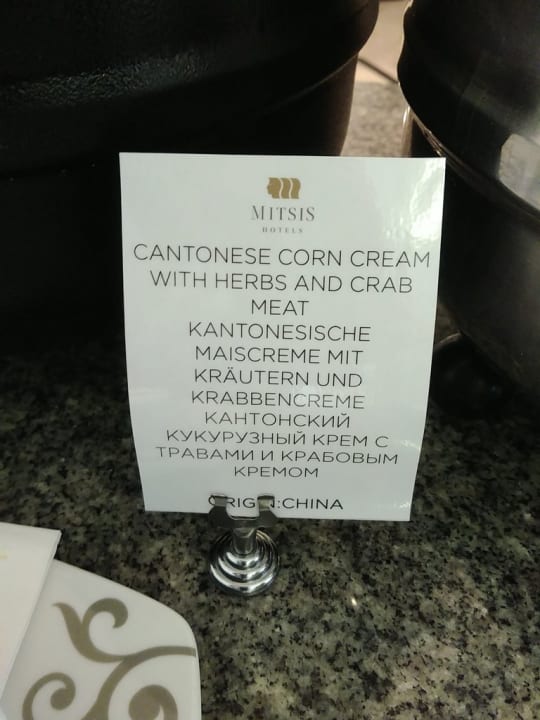 MITSIS
HOTELS
CANTONESE CORN CREAM
WITH HERBS AND CRAB
MEAT
KANTONESISCHE
MAISCREME MIT
KRÄUTERN UND
KRABBENCREME
КАНТОНСКИЙ
КУКУРУЗНЫЙ КРЕМ С
ТРАВАМИ И КРАБОВЫМ
КРЕМОМ
ORIGIN:CHINA